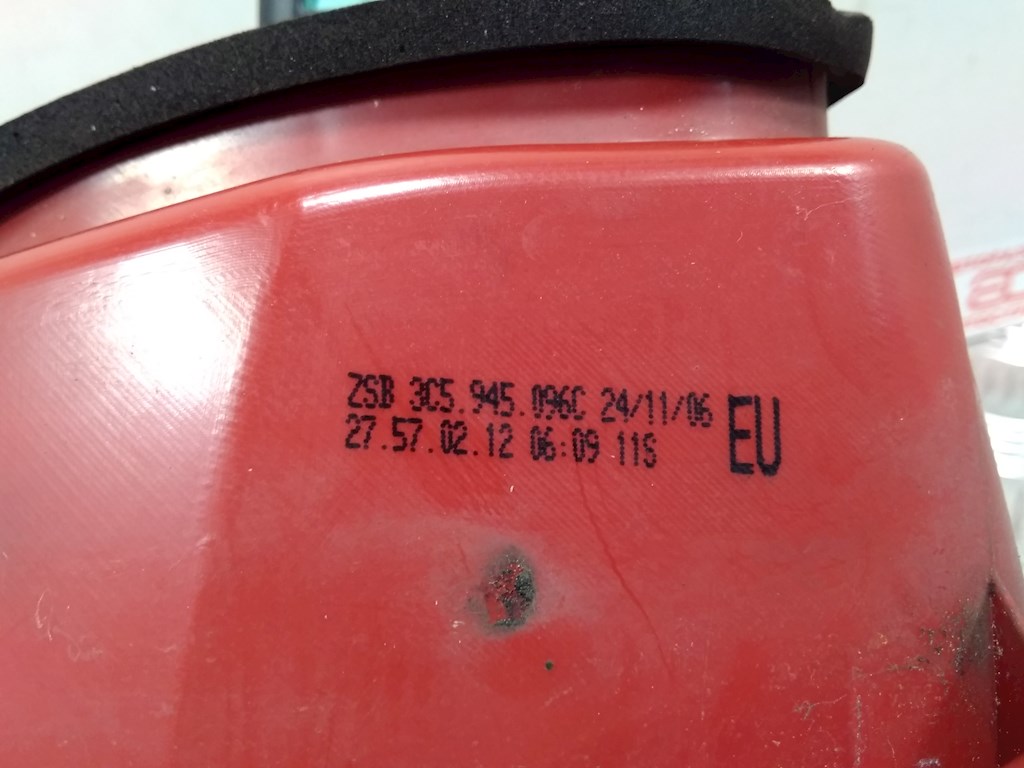 ZSB 3C5.945.096C 24/11/06
27.57.02.12 06:09 11S
EU